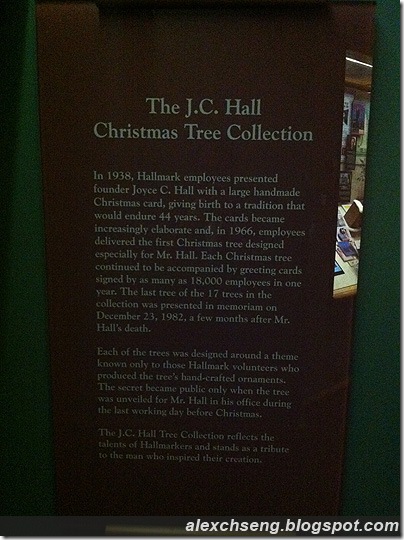 The J.C. Hall
Christmas Tree Collection
In 1938, Hallmark employees presented
founder Joyce C. Hall with a large handmade
Christmas card, giving birth to a tradition that
would endure 44 years. The cards became
increasingly elaborate and, in 1966, employees
delivered the first Christmas tree designed
especially for Mr. Hall. Each Christmas tree
continued to be accompanied by greeting cards
signed by as many as 18,000 employees in one
year. The last tree of the 17 trees in the
collection was presented in memoriam on
December 23, 1982, a few months after Mr.
Hall's death.
Each of the trees was designed around a theme
known only to those Hallmark volunteers who
produced the tree's hand-crafted ornaments.
The secret became public only when the tree
was unveiled for Mr. Hall in his office during
the last working day before Christmas.
The J.C. Hall Tree Collection reflects the
talents of Hallmarkers and stands as a tribute
to the man who inspired their creation.
alexchseng.blogspot.com